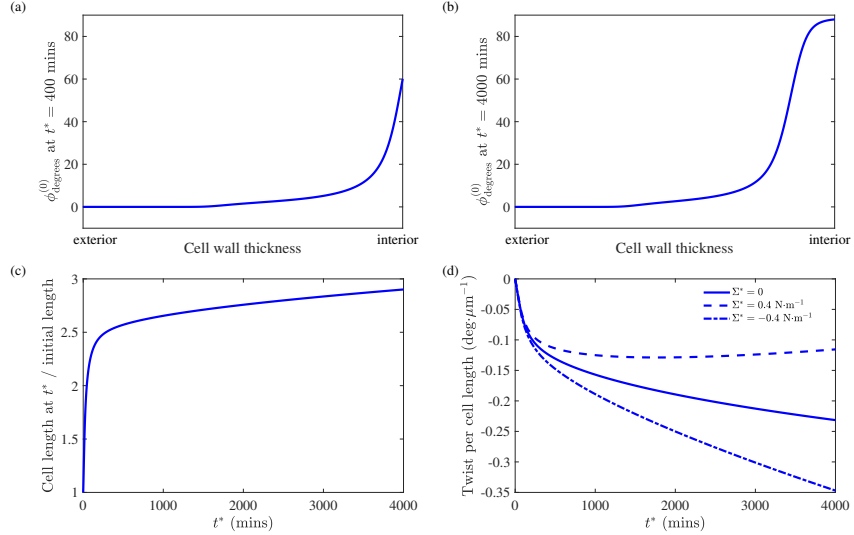 (a)
80
60
40
20
0
ϕ_degrees^(0) at t* = 400 mins
exterior
interior
Cell wall thickness
(b)
80
60
40
20
0
ϕ_degrees^(0) at t* = 4000 mins
exterior
interior
Cell wall thickness
(c)
3
2.5
2
1.5
1
Cell length at t* / initial length
0
1000
2000
3000
4000
t* (mins)
(d)
0
-0.05
-0.1
-0.15
-0.2
-0.25
-0.3
-0.35
Twist per cell length (deg·μm⁻¹)
Σ* = 0
Σ* = 0.4 N·m⁻¹
Σ* = −0.4 N·m⁻¹
0
1000
2000
3000
4000
t* (mins)